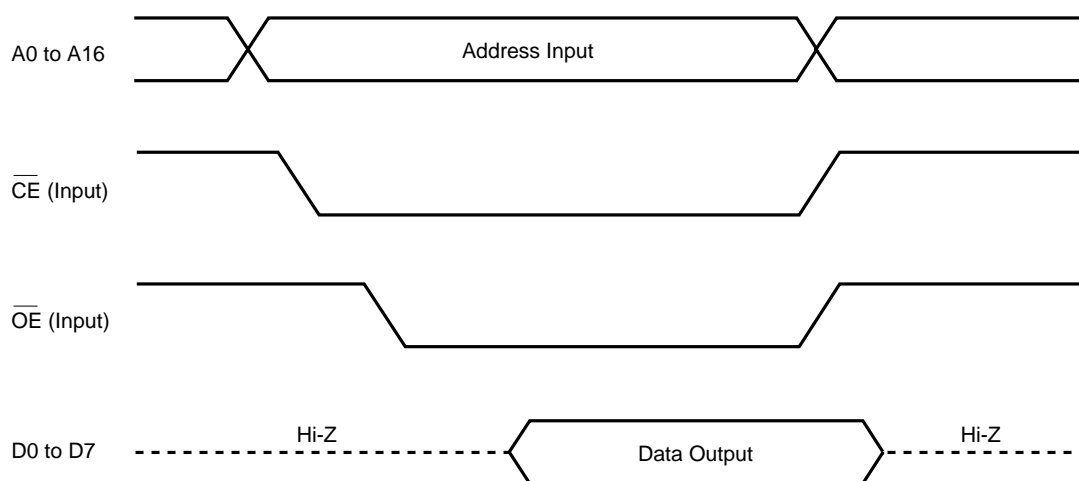 A0 to A16
Address Input
CE (Input)
OE (Input)
D0 to D7
Hi-Z
Data Output
Hi-Z